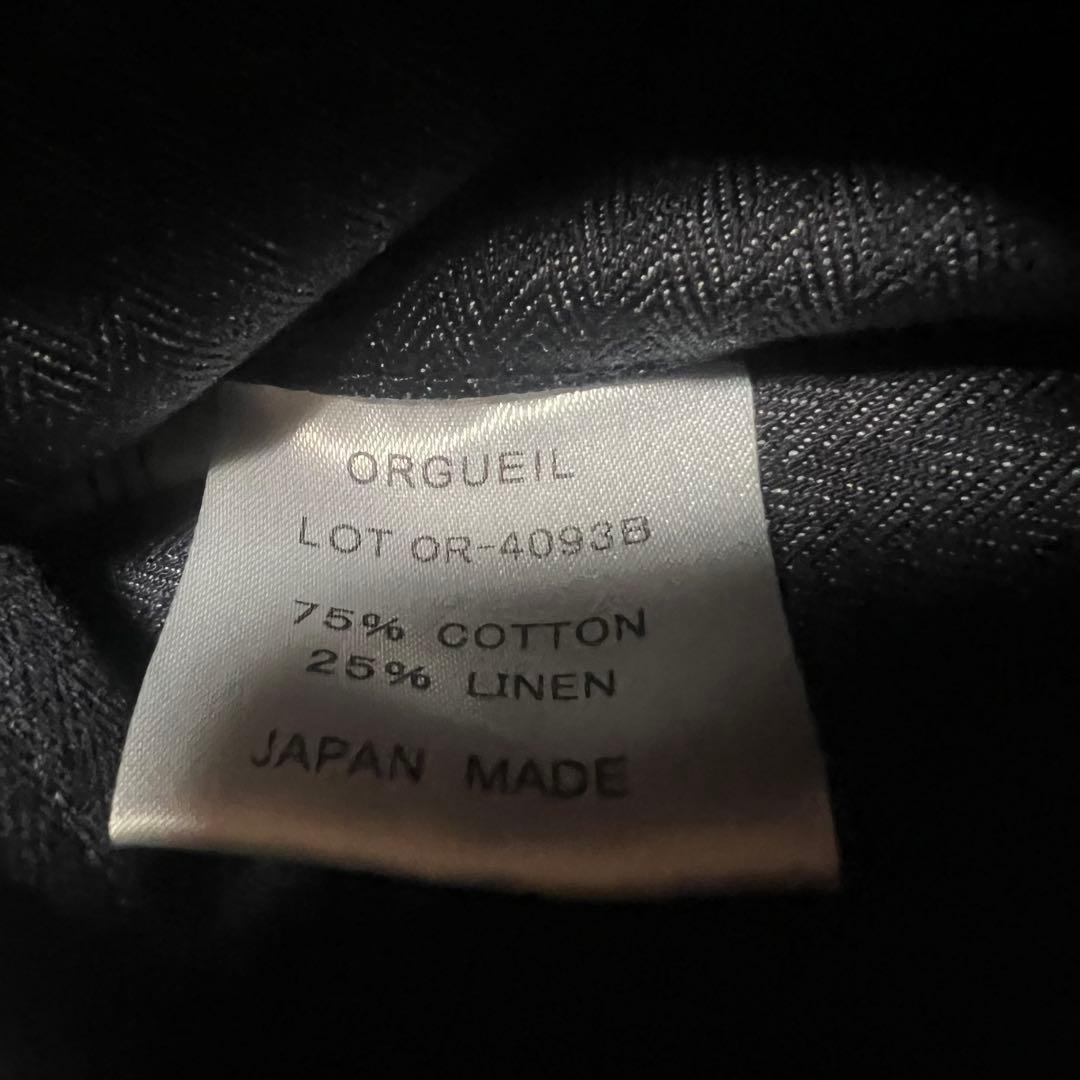 ORGUEIL
LOT OR-4093B
75% COTTON
25% LINEN
JAPAN MADE